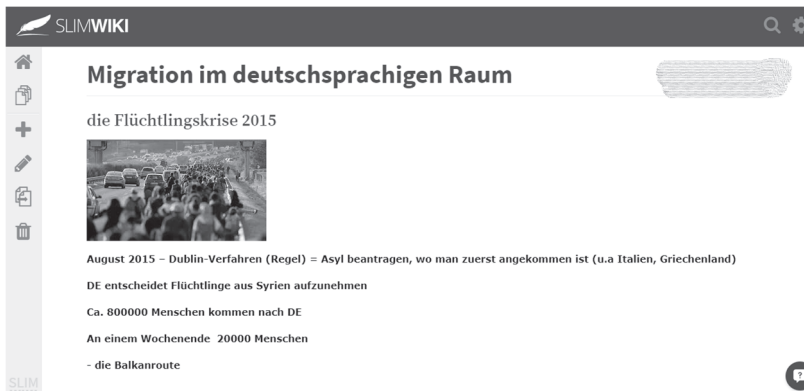 SLIMWIKI
Migration im deutschsprachigen Raum
die Flüchtlingskrise 2015
August 2015 – Dublin-Verfahren (Regel) = Asyl beantragen, wo man zuerst angekommen ist (u.a Italien, Griechenland)
DE entscheidet Flüchtlinge aus Syrien aufzunehmen
Ca. 800000 Menschen kommen nach DE
An einem Wochenende  20000 Menschen
- die Balkanroute
SLIM
?